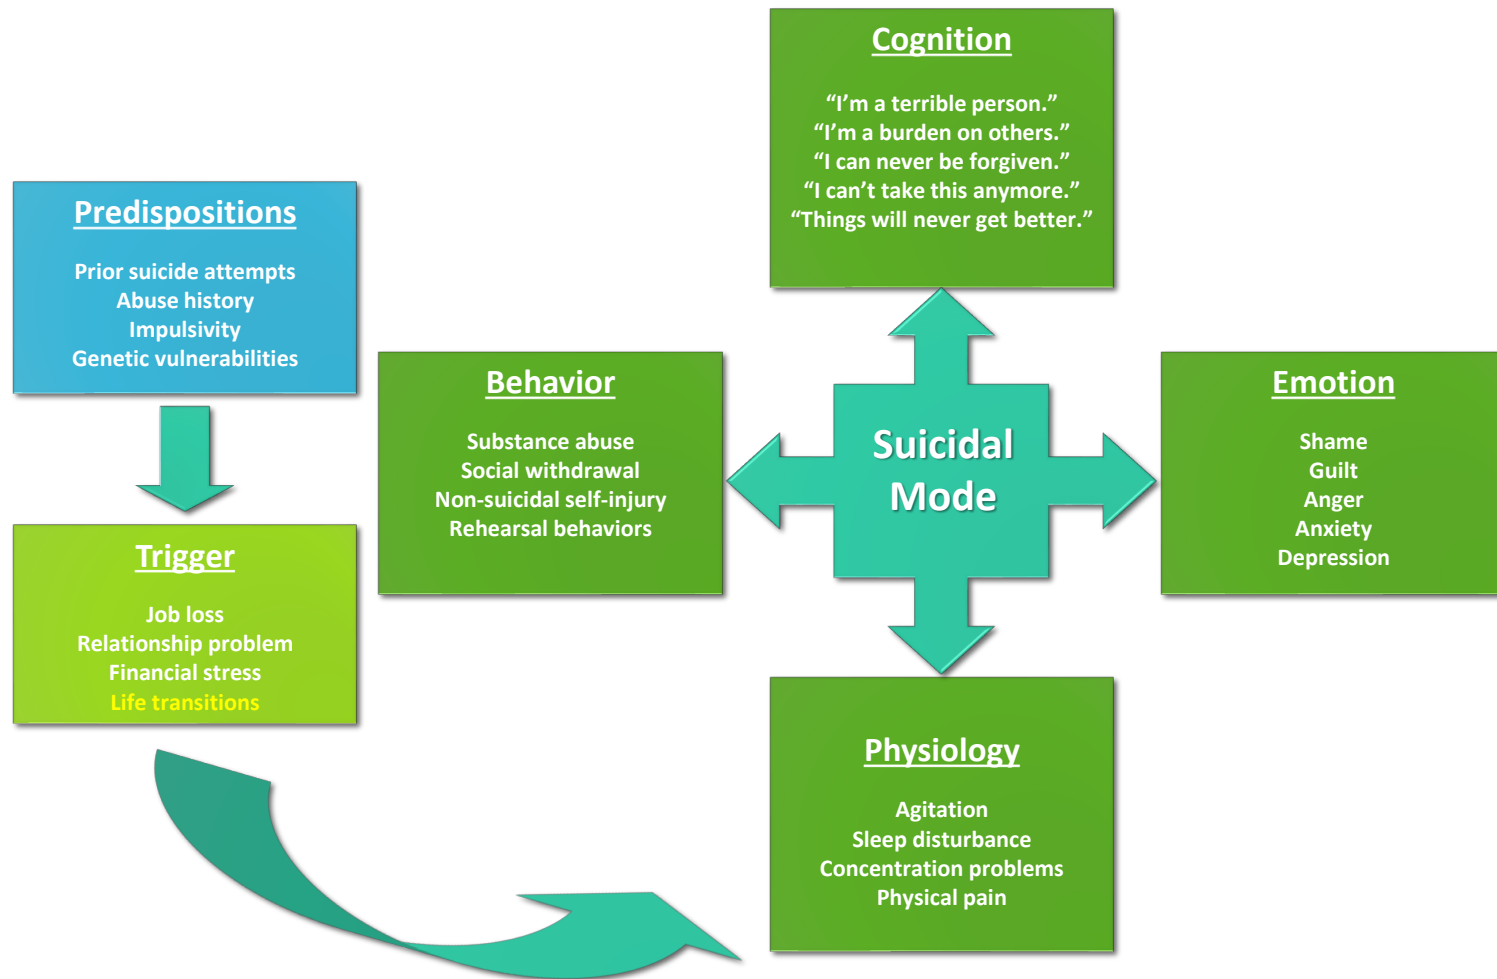 Predispositions
Prior suicide attempts
Abuse history
Impulsivity
Genetic vulnerabilities
Trigger
Job loss
Relationship problem
Financial stress
Life transitions
Behavior
Substance abuse
Social withdrawal
Non-suicidal self-injury
Rehearsal behaviors
Cognition
“I’m a terrible person.”
“I’m a burden on others.”
“I can never be forgiven.”
“I can’t take this anymore.”
“Things will never get better.”
Suicidal
Mode
Emotion
Shame
Guilt
Anger
Anxiety
Depression
Physiology
Agitation
Sleep disturbance
Concentration problems
Physical pain